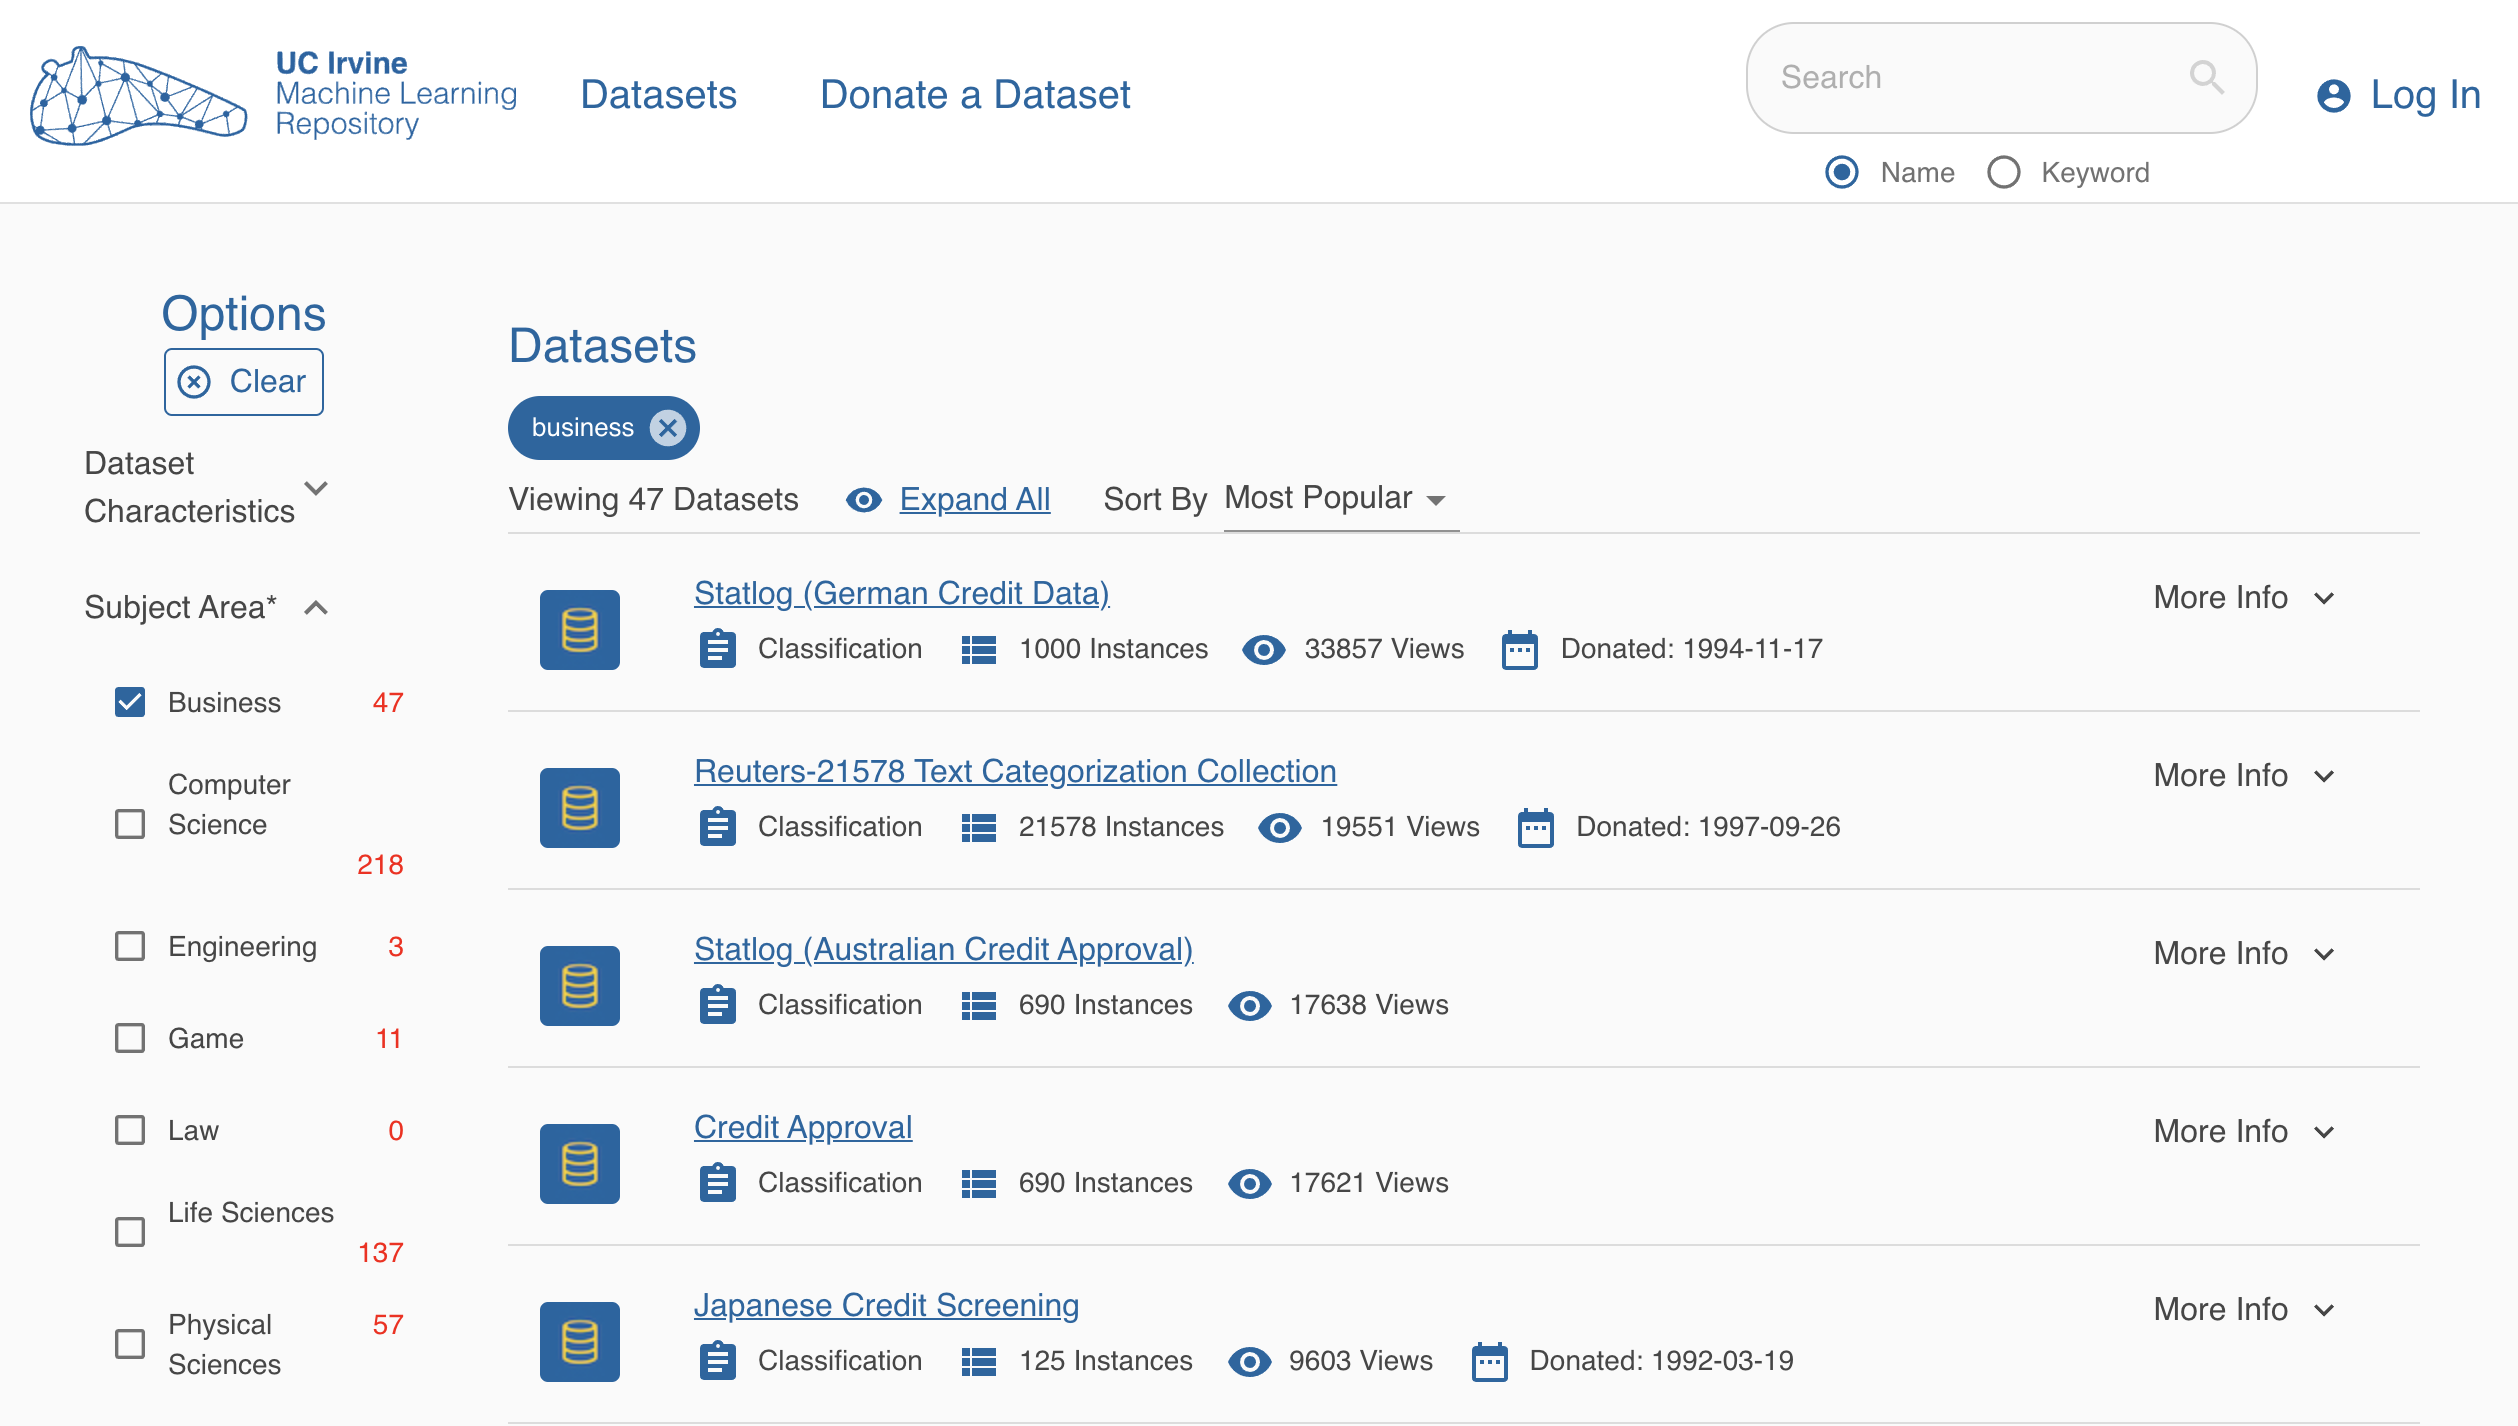 UC Irvine
Machine Learning
Repository
Datasets
Donate a Dataset
Search
Name
Keyword
Log In
Options
Clear
Dataset
Characteristics
Subject Area*
Business 47
Computer
Science
218
Engineering 3
Game 11
Law 0
Life Sciences
137
Physical 57
Sciences
Datasets
business
Viewing 47 Datasets Expand All Sort By Most Popular
Statlog (German Credit Data) More Info
Classification 1000 Instances 33857 Views Donated: 1994-11-17
Reuters-21578 Text Categorization Collection More Info
Classification 21578 Instances 19551 Views Donated: 1997-09-26
Statlog (Australian Credit Approval) More Info
Classification 690 Instances 17638 Views
Credit Approval More Info
Classification 690 Instances 17621 Views
Japanese Credit Screening More Info
Classification 125 Instances 9603 Views Donated: 1992-03-19